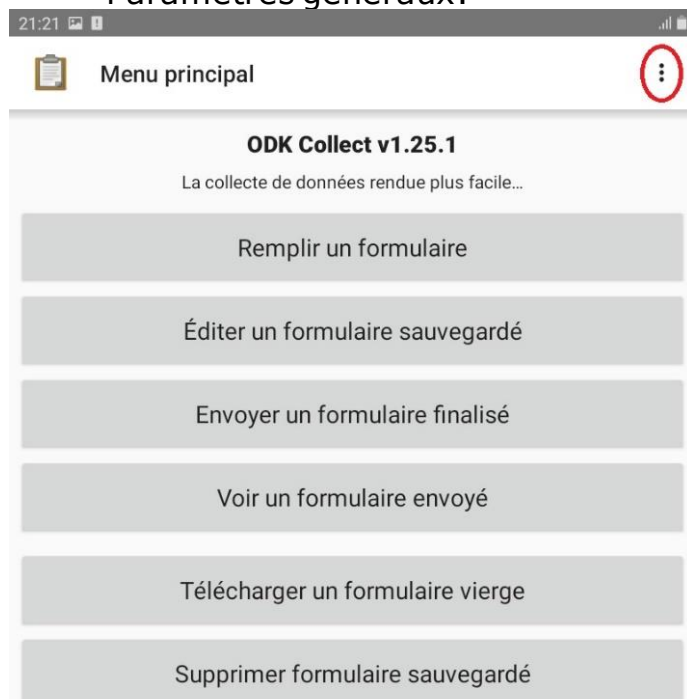 Paramètres généraux.
21:21
Menu principal
ODK Collect v1.25.1
La collecte de données rendue plus facile...
Remplir un formulaire
Éditer un formulaire sauvegardé
Envoyer un formulaire finalisé
Voir un formulaire envoyé
Télécharger un formulaire vierge
Supprimer formulaire sauvegardé